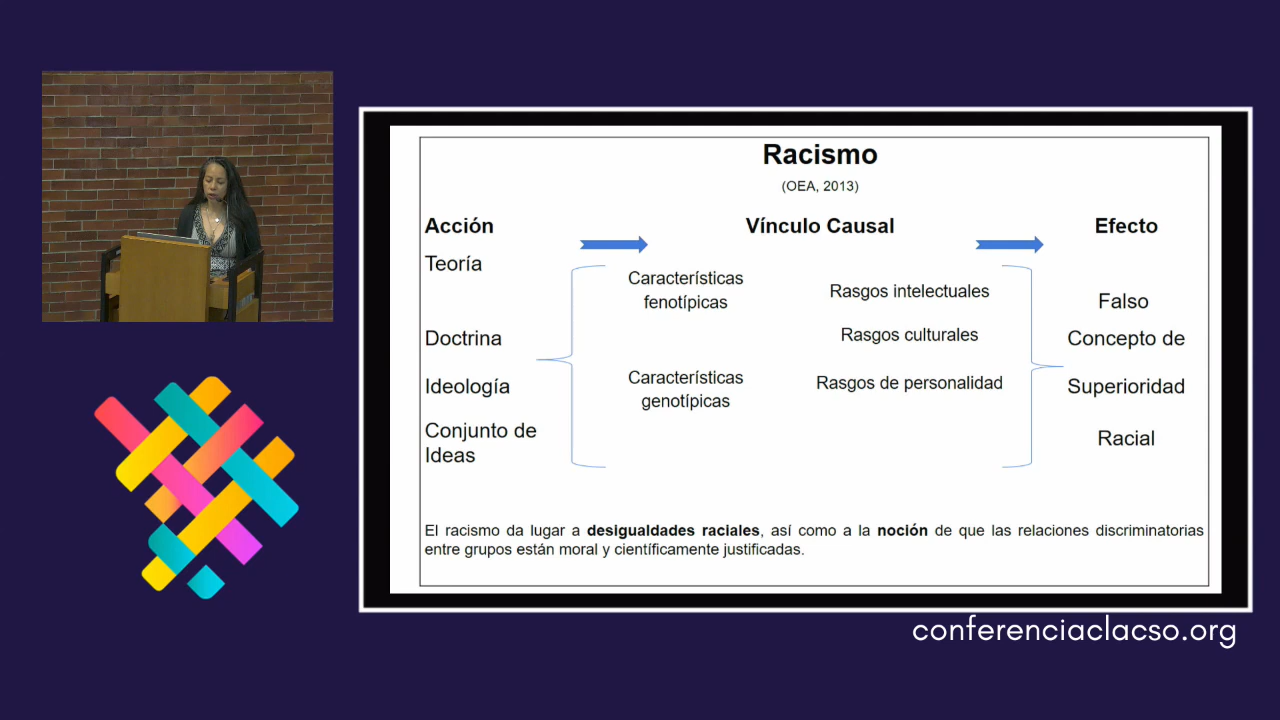 Racismo
(OEA, 2013)
Acción
Vínculo Causal
Efecto
Teoría
Doctrina
Ideología
Conjunto de
Ideas
Características
fenotípicas
Características
genotípicas
Rasgos intelectuales
Rasgos culturales
Rasgos de personalidad
Falso
Concepto de
Superioridad
Racial
El racismo da lugar a desigualdades raciales, así como a la noción de que las relaciones discriminatorias
entre grupos están moral y científicamente justificadas.
conferenciaclacso.org